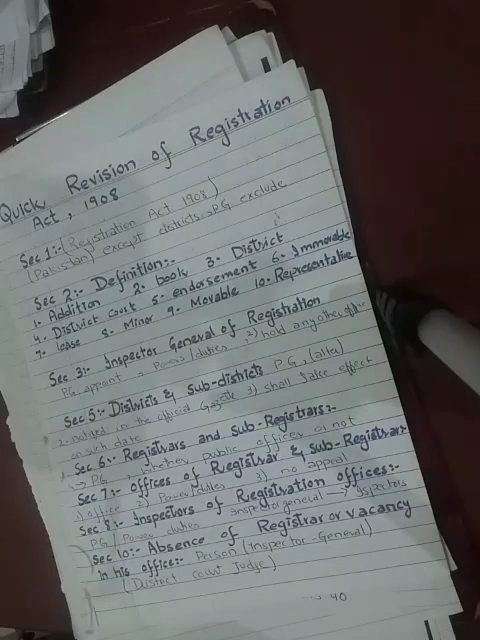 Quick Revision of Registration
Act, 1908
Sec 1:- (Registration Act 1908)
(Pakistan) except districts → PG exclude
Sec 2:- Definition:-
1. Addition 2. book 3. District
4. District Court 5. endorsement 6. Immovable
7. lease 8. Minor 9. Movable 10. Representative
Sec 3:- Inspector General of Registration
PG, appoint, Powers/duties, 2) hold any other office
Sec 5:- Districts & Sub-districts PG, (alter)
2- notified in the official Gazette 3) shall take effect
on such date
Sec 6:- Registrars and Sub-Registrars:-
→ PG whether public officers or not
Sec 7:- offices of Registrar & sub-Registrar:-
1) office 2) Power/duties 3) no appeal
Sec 8:- Inspectors of Registration offices:-
PG / Power duties Inspector general → Inspectors
Sec 10:- Absence of Registrar or vacancy
in his office:- Person (Inspector-General)
(District court Judge)
→ 40